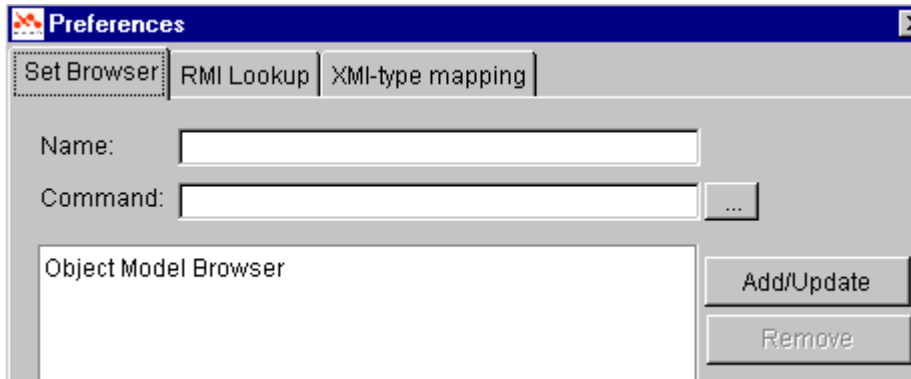 Preferences
Set Browser RMI Lookup XMI-type mapping
Name:
Command: ...
Object Model Browser
Add/Update
Remove